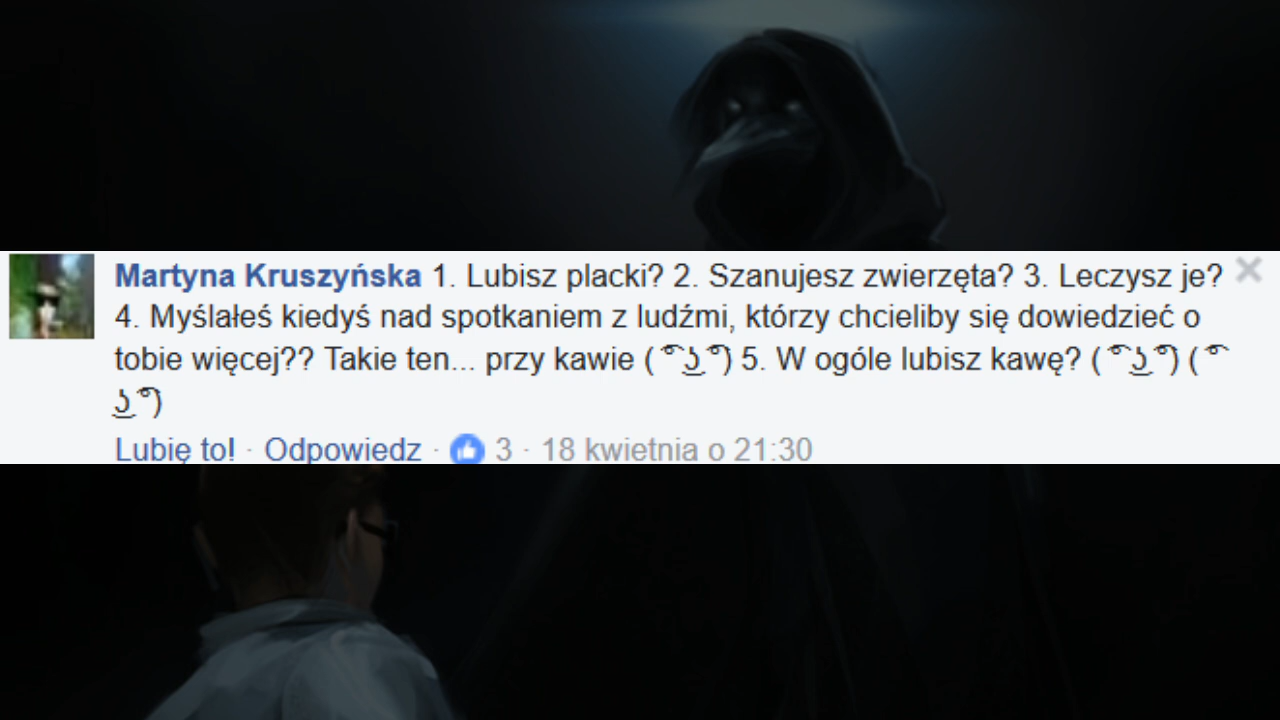 Martyna Kruszyńska 1. Lubisz placki? 2. Szanujesz zwierzęta? 3. Leczysz je?
4. Myślałeś kiedyś nad spotkaniem z ludźmi, którzy chcieliby się dowiedzieć o
tobie więcej?? Takie ten... przy kawie ( ͡° ͜ʖ ͡°) 5. W ogóle lubisz kawę? ( ͡° ͜ʖ ͡°) ( ͡°
͜ʖ ͡°)
Lubię to! · Odpowiedz · 3 · 18 kwietnia o 21:30